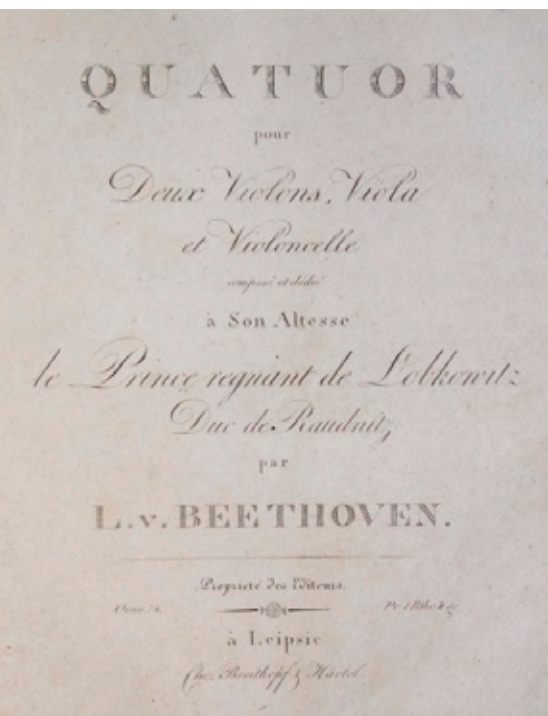 QUATUOR
pour
Deux Violons, Viola
et Violoncelle
composé et dédié
à Son Altesse
le Prince regnant de Lobkowitz
Duc de Raudnitz,
par
L. v. BEETHOVEN.
Propriété des Editeurs.
à Leipsic
Chez Breitkopf & Härtel.